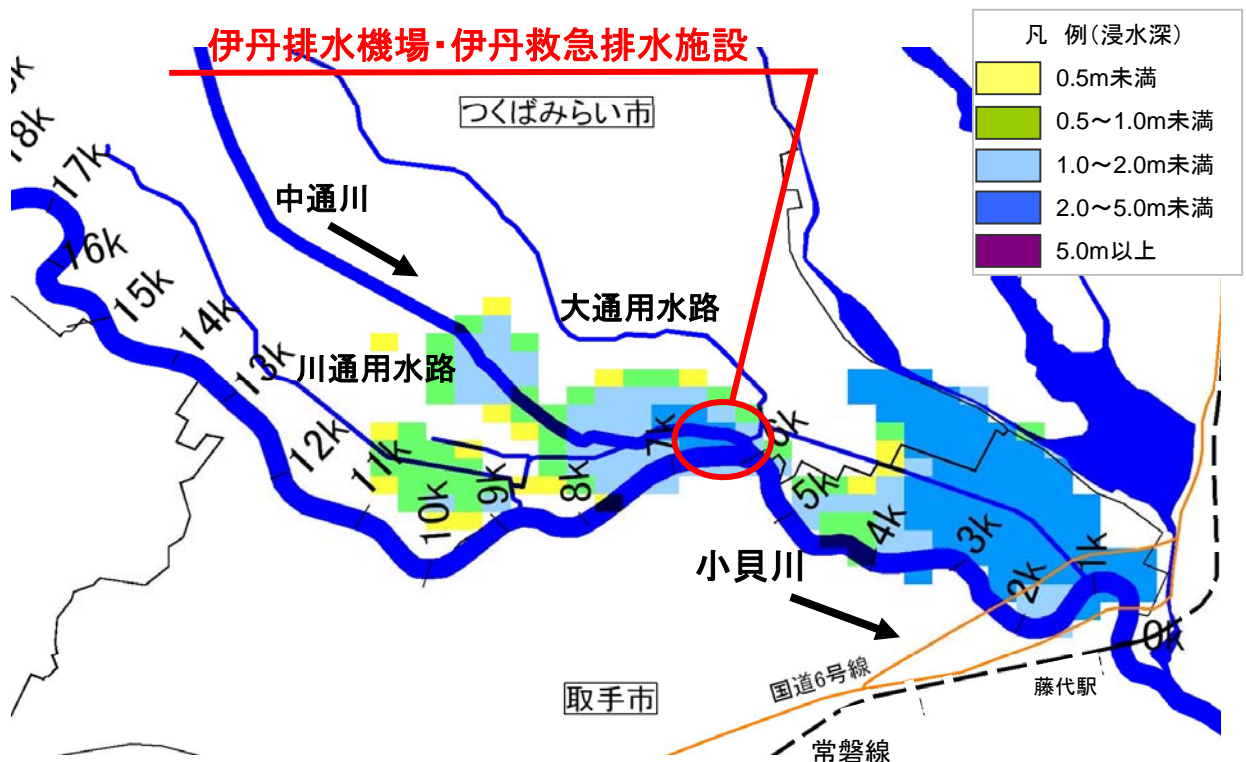 伊丹排水機場・伊丹救急排水施設
凡 例(浸水深)
0.5m未満
0.5~1.0m未満
1.0~2.0m未満
2.0~5.0m未満
5.0m以上
つくばみらい市
18k
17k
16k
15k
14k
13k
12k
11k
10k
9k
8k
7k
6k
5k
4k
3k
2k
1k
0k
中通川
大通用水路
川通用水路
小貝川
国道6号線
藤代駅
取手市
常磐線